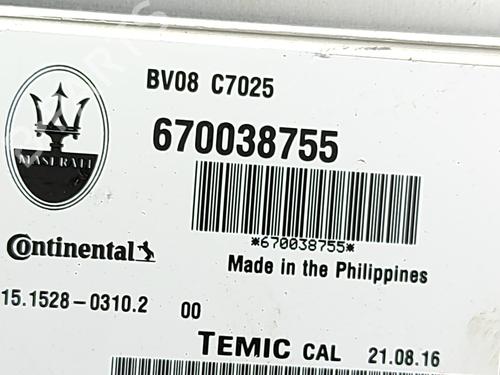 BV08 C7025
MASERATI
670038755
*670038755*
Continental
Made in the Philippines
15.1528-0310.2 00
TEMIC CAL 21.08.16